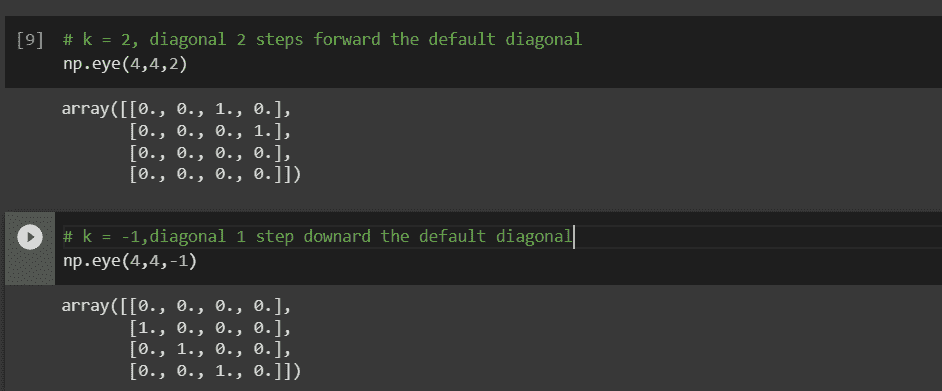 [9] # k = 2, diagonal 2 steps forward the default diagonal
np.eye(4,4,2)
array([[0., 0., 1., 0.],
[0., 0., 0., 1.],
[0., 0., 0., 0.],
[0., 0., 0., 0.]])
# k = -1,diagonal 1 step downard the default diagonal
np.eye(4,4,-1)
array([[0., 0., 0., 0.],
[1., 0., 0., 0.],
[0., 1., 0., 0.],
[0., 0., 1., 0.]])